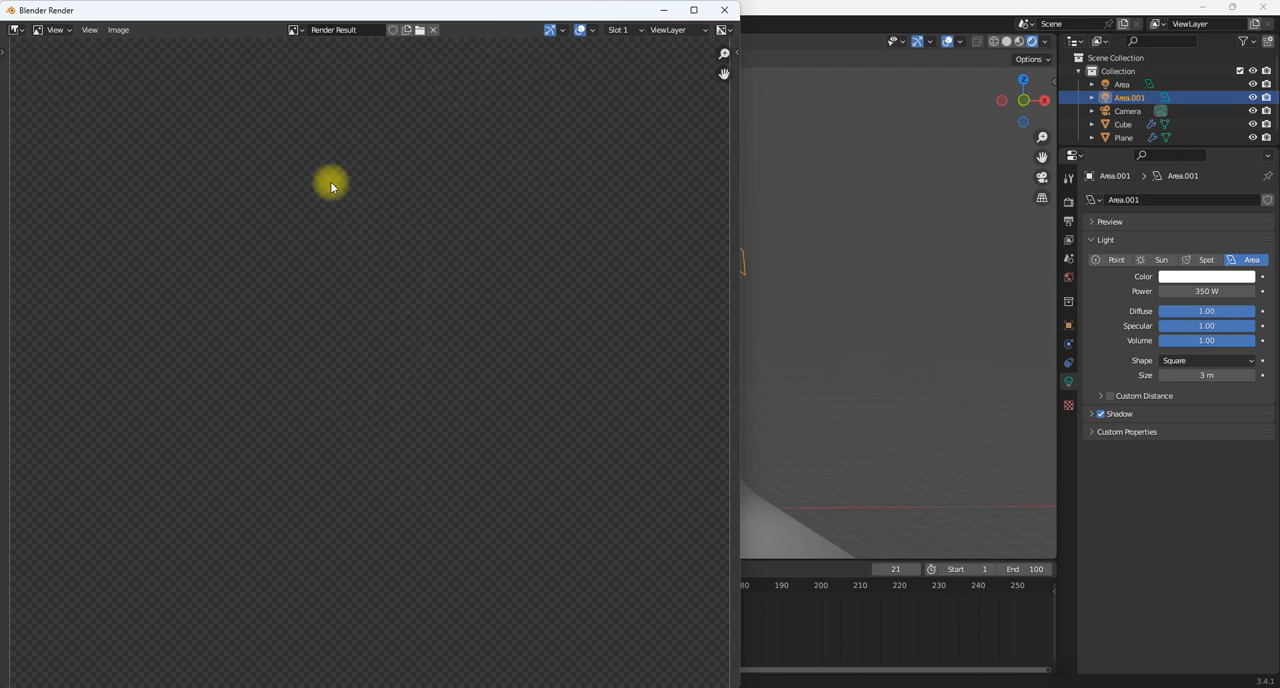 Blender Render
View View Image Render Result Slot 1 ViewLayer
Scene ViewLayer
Options
Z
X
Scene Collection
Collection
Area
Area.001
Camera
Cube
Plane
Area.001 Area.001
Area.001
Preview
Light
Point Sun Spot Area
Color
Power 350 W
Diffuse 1.00
Specular 1.00
Volume 1.00
Shape Square
Size 3 m
Custom Distance
Shadow
Custom Properties
21 Start 1 End 100
80 190 200 210 220 230 240 250
3.4.1